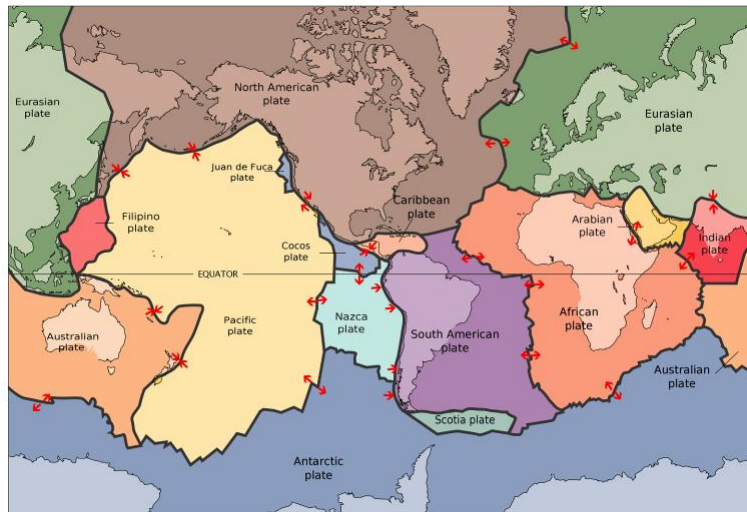 North American
plate
Eurasian
plate
Eurasian
plate
Juan de Fuca
plate
Caribbean
plate
Filipino
plate
Arabian
plate
Indian
plate
Cocos
plate
EQUATOR
Australian
plate
Pacific
plate
Nazca
plate
South American
plate
African
plate
Australian
plate
Scotia plate
Antarctic
plate